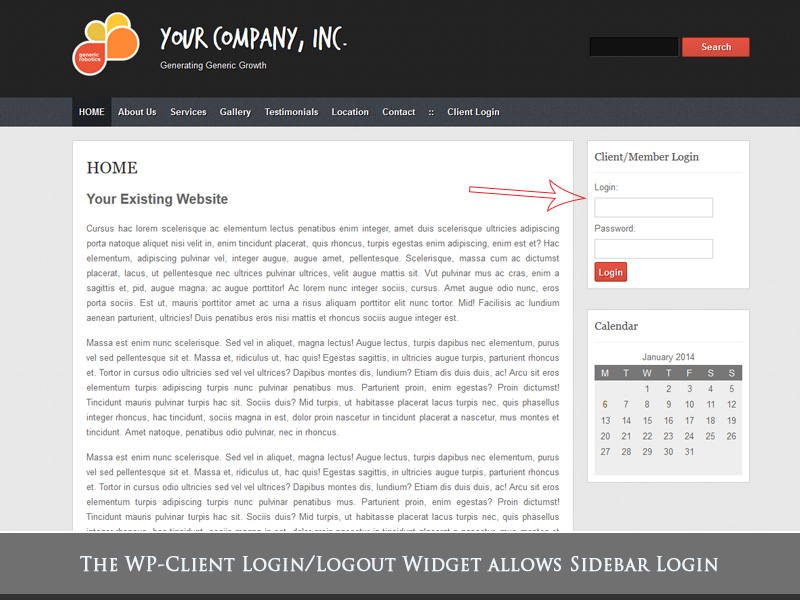 generic
robotics
YOUR COMPANY, INC.
Generating Generic Growth
Search
HOME About Us Services Gallery Testimonials Location Contact :: Client Login
HOME
Your Existing Website
Cursus hac lorem scelerisque ac elementum lectus penatibus enim integer, amet duis scelerisque ultricies adipiscing
porta natoque aliquet nisi velit in, enim tincidunt placerat, quis rhoncus, turpis egestas enim adipiscing, enim est et? Hac
elementum, adipiscing pulvinar vel, integer augue, augue amet, pellentesque. Scelerisque, massa cum ac dictumst
placerat, lacus, ut pellentesque nec ultrices pulvinar ultrices, velit augue mattis sit. Vut pulvinar mus ac cras, enim a
sagittis et, pid, augue magna, ac augue porttitor! Ac lorem nunc integer sociis, cursus. Amet augue odio nunc, eros
porta sociis. Est ut, mauris porttitor amet ac urna a risus aliquam porttitor elit nunc tortor. Mid! Facilisis ac lundium
aenean parturient, ultricies! Duis penatibus eros nisi mattis et rhoncus sociis augue integer est.
Massa est enim nunc scelerisque. Sed vel in aliquet, magna lectus! Augue lectus, turpis dapibus nec elementum, purus
vel sed pellentesque sit et. Massa et, ridiculus ut, hac quis! Egestas sagittis, in ultricies augue turpis, parturient rhoncus
et. Tortor in cursus odio ultricies sed vel vel ultrices? Dapibus montes dis, lundium? Etiam dis duis duis, ac! Arcu sit eros
elementum turpis adipiscing turpis nunc pulvinar penatibus mus. Parturient proin, enim egestas? Proin dictumst!
Tincidunt mauris pulvinar turpis hac sit. Sociis duis? Mid turpis, ut habitasse placerat lacus turpis nec, quis phasellus
integer rhoncus, hac tincidunt, sociis magna in est, dolor proin nascetur in tincidunt placerat a nascetur, mus montes et
tincidunt. Amet natoque, penatibus odio pulvinar, nec in rhoncus.
Massa est enim nunc scelerisque. Sed vel in aliquet, magna lectus! Augue lectus, turpis dapibus nec elementum, purus
vel sed pellentesque sit et. Massa et, ridiculus ut, hac quis! Egestas sagittis, in ultricies augue turpis, parturient rhoncus
et. Tortor in cursus odio ultricies sed vel vel ultrices? Dapibus montes dis, lundium? Etiam dis duis duis, ac! Arcu sit eros
elementum turpis adipiscing turpis nunc pulvinar penatibus mus. Parturient proin, enim egestas? Proin dictumst!
Tincidunt mauris pulvinar turpis hac sit. Sociis duis? Mid turpis, ut habitasse placerat lacus turpis nec, quis phasellus
Client/Member Login
Login:
Password:
Login
Calendar
January 2014
M T W T F S S
1 2 3 4 5
6 7 8 9 10 11 12
13 14 15 16 17 18 19
20 21 22 23 24 25 26
27 28 29 30 31
The WP-Client Login/Logout Widget allows Sidebar Login